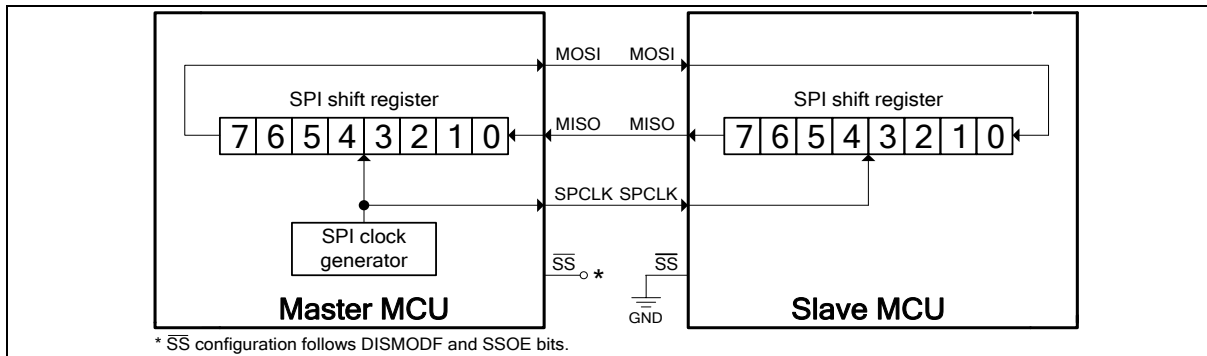 MOSI MOSI
SPI shift register SPI shift register
7 6 5 4 3 2 1 0 MISO MISO 7 6 5 4 3 2 1 0
SPCLK SPCLK
SPI clock
generator
SS * SS
GND
Master MCU Slave MCU
* SS configuration follows DISMODF and SSOE bits.